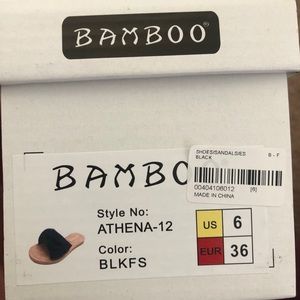 BAMBOO®
SHOES/SANDALS/ES
BLACK
B - F
00404108012 [6]
MADE IN CHINA
BAMBOO
Style No:
ATHENA-12
Color:
BLKFS
US 6
EUR 36